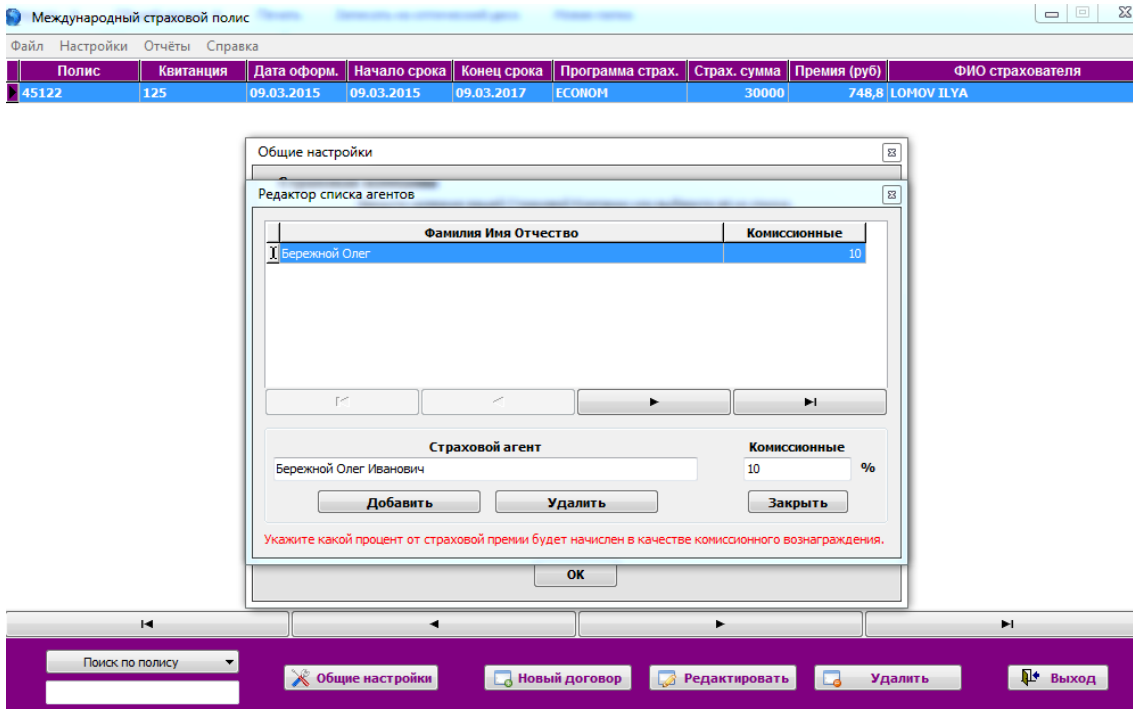 Международный страховой полис
Файл Настройки Отчёты Справка
Полис Квитанция Дата оформ. Начало срока Конец срока Программа страх. Страх. сумма Премия (руб) ФИО страхователя
45122 125 09.03.2015 09.03.2015 09.03.2017 ECONOM 30000 748,8 LOMOV ILYA
Общие настройки
Редактор списка агентов
Фамилия Имя Отчество Комиссионные
Бережной Олег 10
Страховой агент Комиссионные
Бережной Олег Иванович 10 %
Добавить Удалить Закрыть
Укажите какой процент от страховой премии будет начислен в качестве комиссионного вознаграждения.
OK
Поиск по полису
Общие настройки Новый договор Редактировать Удалить Выход